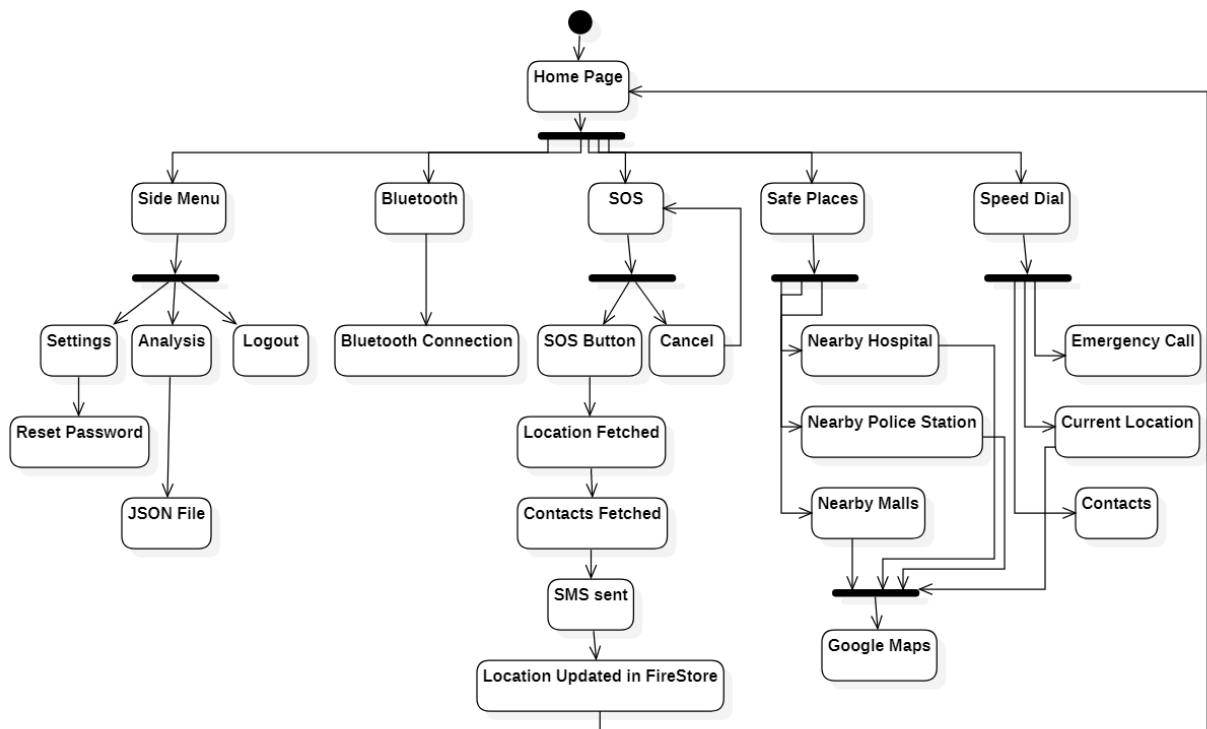 Home Page
Side Menu
Bluetooth
SOS
Safe Places
Speed Dial
Settings
Analysis
Logout
Bluetooth Connection
SOS Button
Cancel
Nearby Hospital
Emergency Call
Reset Password
Location Fetched
Nearby Police Station
Current Location
JSON File
Contacts Fetched
Nearby Malls
Contacts
SMS sent
Google Maps
Location Updated in FireStore